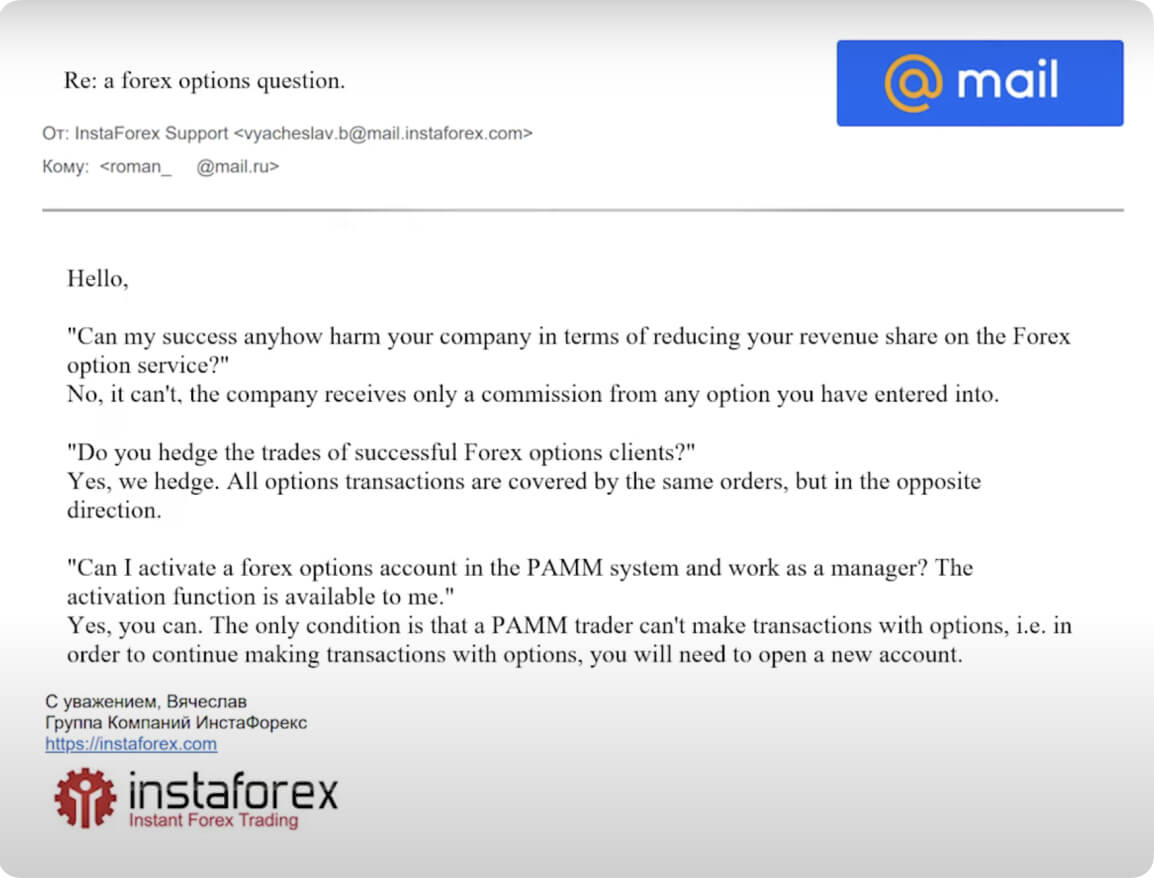 Re: a forex options question.
@ mail
От: InstaForex Support <vyacheslav.b@mail.instaforex.com>
Кому: <roman_ @mail.ru>
Hello,
"Can my success anyhow harm your company in terms of reducing your revenue share on the Forex
option service?"
No, it can't, the company receives only a commission from any option you have entered into.
"Do you hedge the trades of successful Forex options clients?"
Yes, we hedge. All options transactions are covered by the same orders, but in the opposite
direction.
"Can I activate a forex options account in the PAMM system and work as a manager? The
activation function is available to me."
Yes, you can. The only condition is that a PAMM trader can't make transactions with options, i.e. in
order to continue making transactions with options, you will need to open a new account.
С уважением, Вячеслав
Группа Компаний ИнстаФорекс
https://instaforex.com
instaforex
Instant Forex Trading